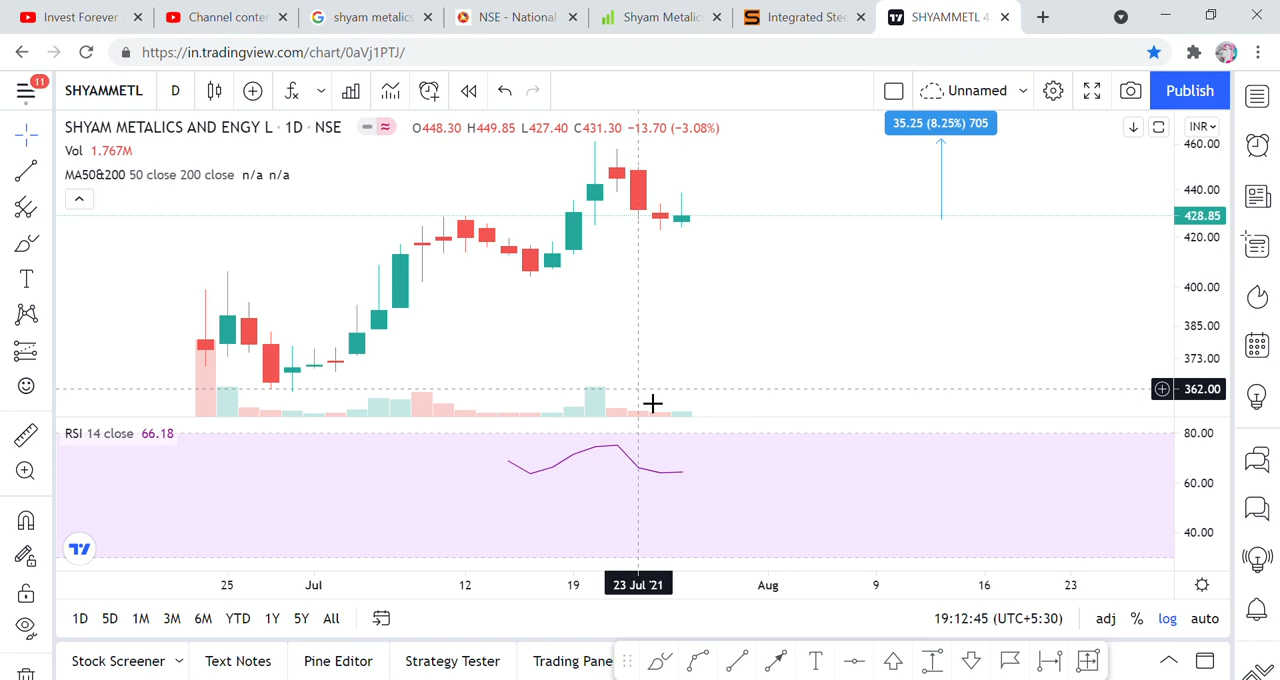 Invest Forever
Channel conter
shyam metalics
NSE - National
Shyam Metalic
Integrated Stee
SHYAMMETL 4
https://in.tradingview.com/chart/0aVj1PTJ/
11
SHYAMMETL
D
Unnamed
Publish
SHYAM METALICS AND ENGY L · 1D · NSE
O448.30 H449.85 L427.40 C431.30 −13.70 (−3.08%)
35.25 (8.25%) 705
INR
Vol 1.767M
MA50&200 50 close 200 close n/a n/a
460.00
440.00
428.85
420.00
400.00
385.00
373.00
362.00
RSI 14 close 66.18
80.00
60.00
40.00
25
Jul
12
19
23 Jul '21
Aug
9
16
23
1D 5D 1M 3M 6M YTD 1Y 5Y All
19:12:45 (UTC+5:30)
adj % log auto
Stock Screener
Text Notes
Pine Editor
Strategy Tester
Trading Pane